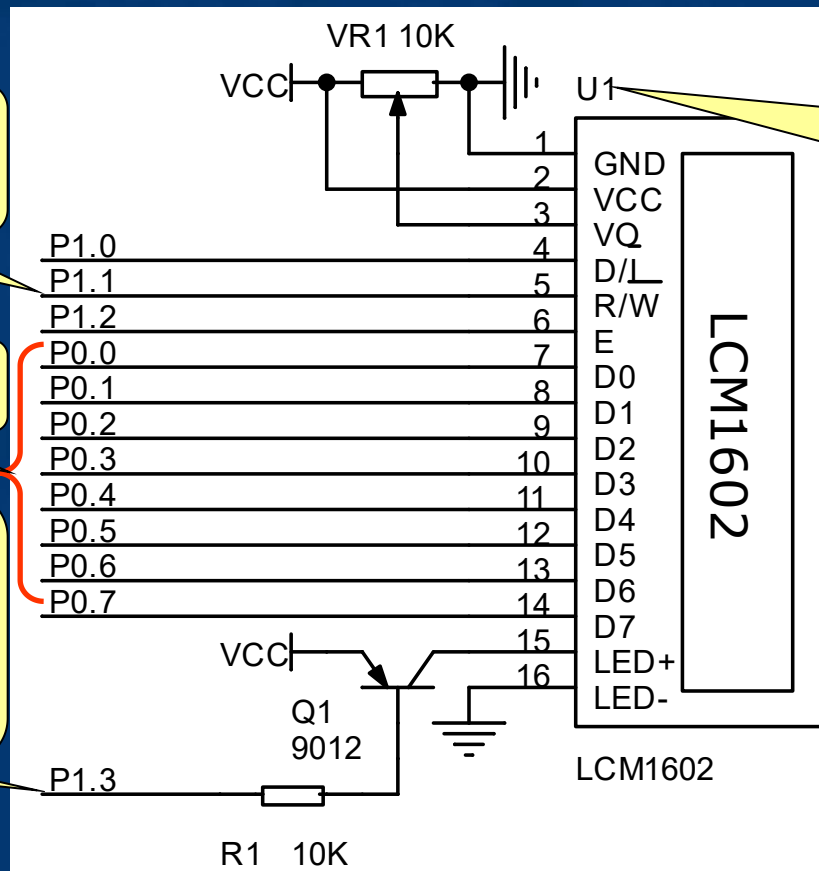 VR1 10K
VCC
U1
1
GND
2
VCC
3
VO
P1.0
4
D/I
P1.1
5
R/W
P1.2
6
E
P0.0
7
D0
P0.1
8
D1
P0.2
9
D2
P0.3
10
D3
P0.4
11
D4
P0.5
12
D5
P0.6
13
D6
P0.7
14
D7
LCM1602
VCC
15
LED+
16
LED-
Q1
9012
LCM1602
P1.3
R1 10K